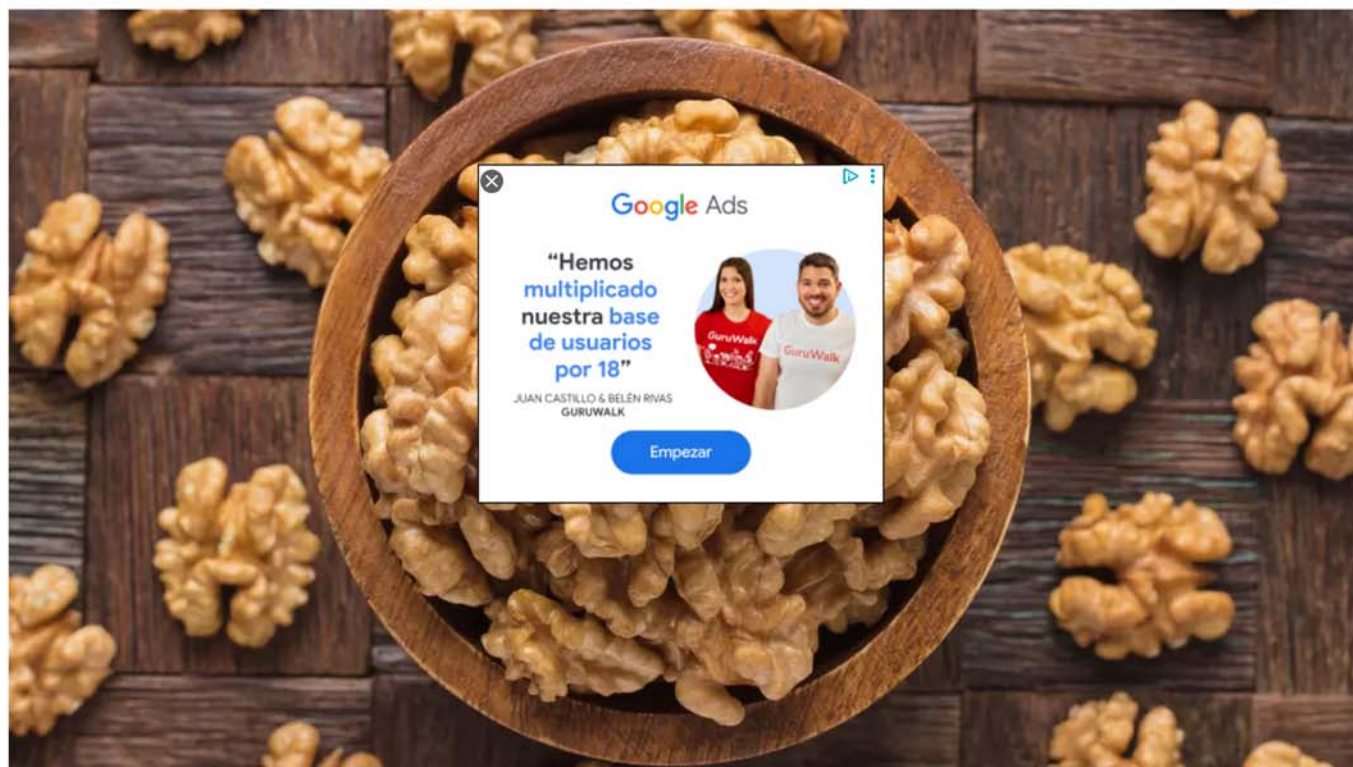 Google Ads
“Hemos
multiplicado
nuestra base
de usuarios
por 18”
JUAN CASTILLO & BELÉN RIVAS
GURUWALK
GuruWalk
GuruWalk
Empezar